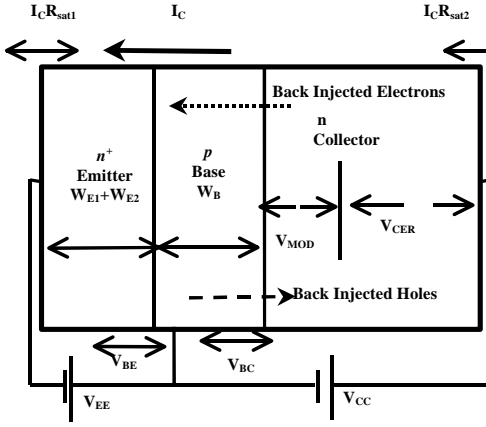 I_CR_sat1 I_C I_CR_sat2
Back Injected Electrons
n
Collector
n^+
Emitter
W_E1+W_E2
p
Base
W_B
V_MOD V_CER
Back Injected Holes
V_BE V_BC
V_EE V_CC